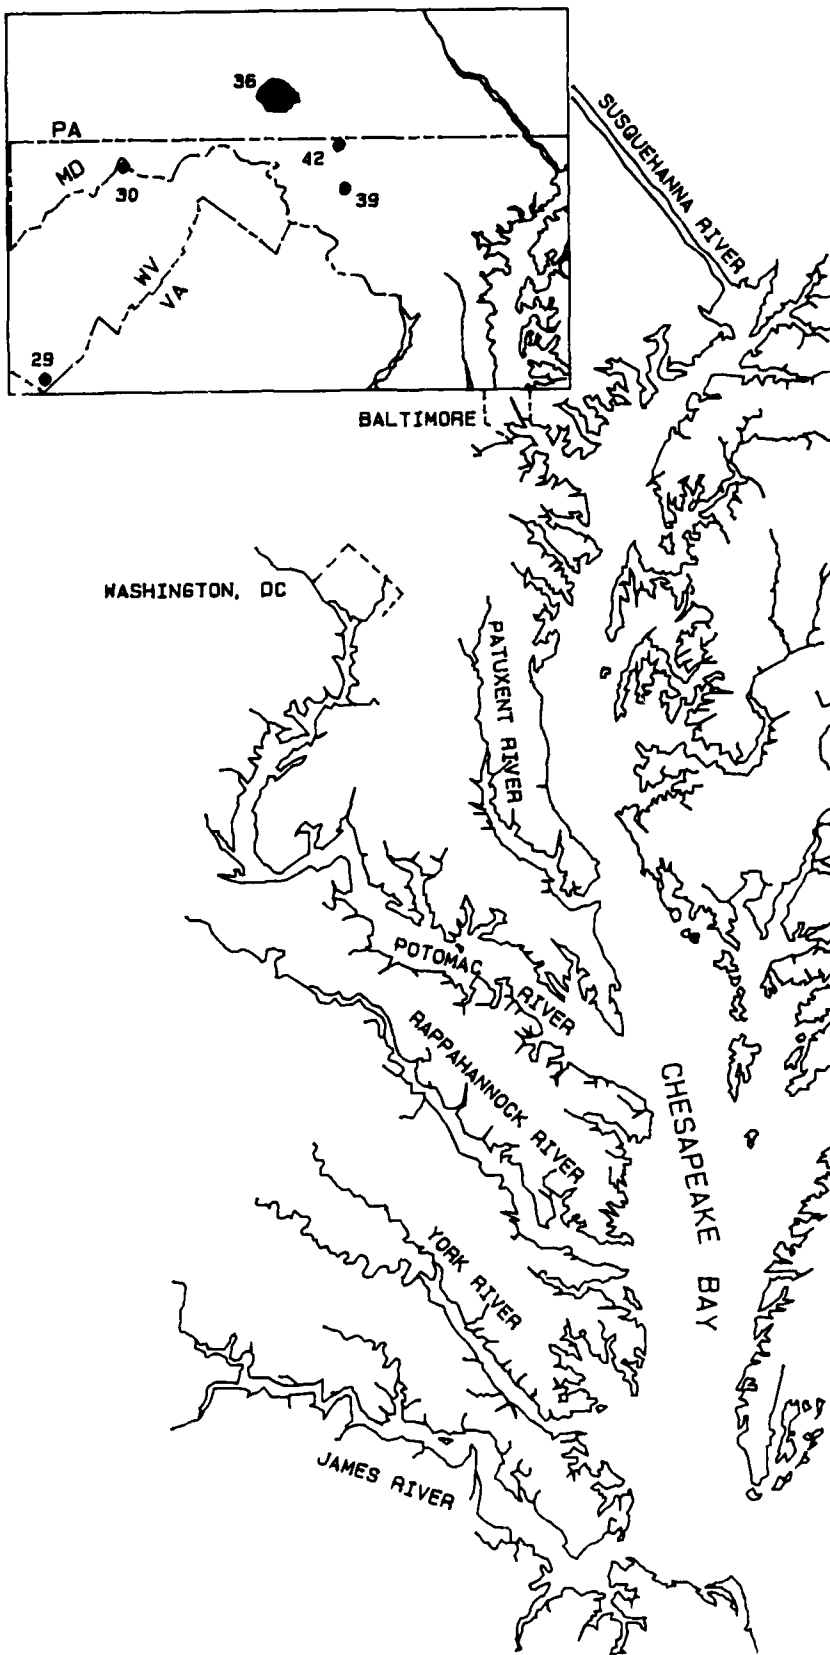 36
PA
42
MD
30
39
WV
VA
29
SUSQUEHANNA RIVER
BALTIMORE
WASHINGTON, DC
PATUXENT RIVER
POTOMAC RIVER
RAPPAHANNOCK RIVER
CHESAPEAKE BAY
YORK RIVER
JAMES RIVER